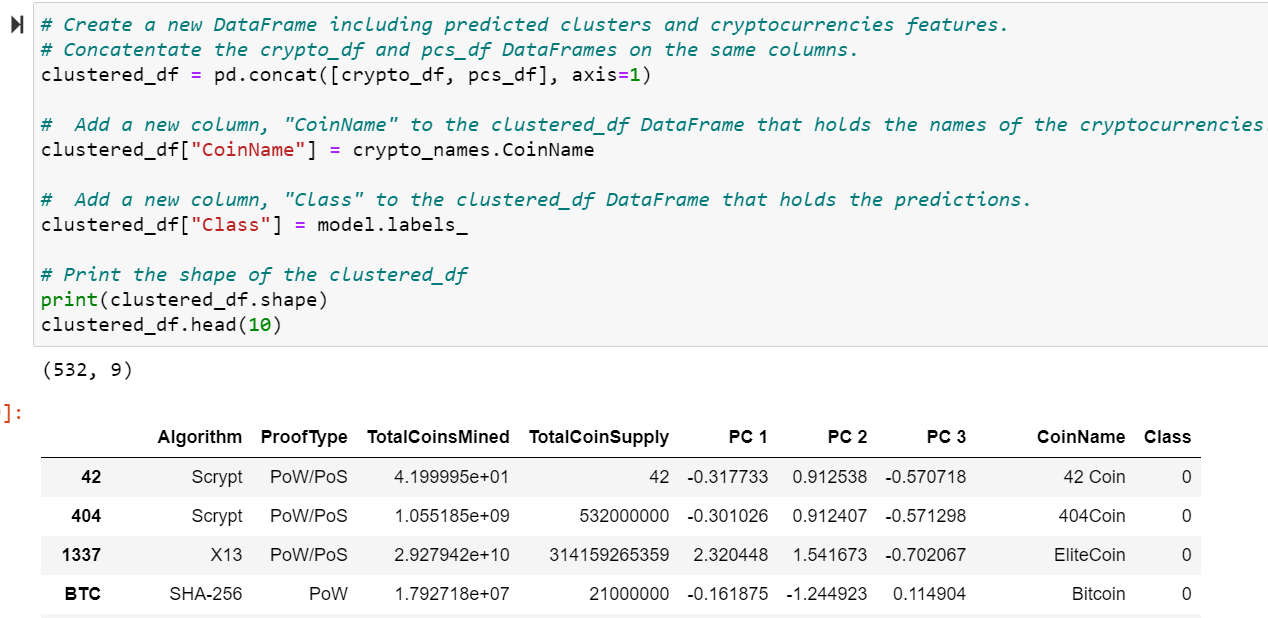 # Create a new DataFrame including predicted clusters and cryptocurrencies features.
# Concatentate the crypto_df and pcs_df DataFrames on the same columns.
clustered_df = pd.concat([crypto_df, pcs_df], axis=1)
#  Add a new column, "CoinName" to the clustered_df DataFrame that holds the names of the cryptocurrencies.
clustered_df["CoinName"] = crypto_names.CoinName
#  Add a new column, "Class" to the clustered_df DataFrame that holds the predictions.
clustered_df["Class"] = model.labels_
# Print the shape of the clustered_df
print(clustered_df.shape)
clustered_df.head(10)
(532, 9)
]:
Algorithm ProofType TotalCoinsMined TotalCoinSupply PC 1 PC 2 PC 3 CoinName Class
42 Scrypt PoW/PoS 4.199995e+01 42 -0.317733 0.912538 -0.570718 42 Coin 0
404 Scrypt PoW/PoS 1.055185e+09 532000000 -0.301026 0.912407 -0.571298 404Coin 0
1337 X13 PoW/PoS 2.927942e+10 314159265359 2.320448 1.541673 -0.702067 EliteCoin 0
BTC SHA-256 PoW 1.792718e+07 21000000 -0.161875 -1.244923 0.114904 Bitcoin 0